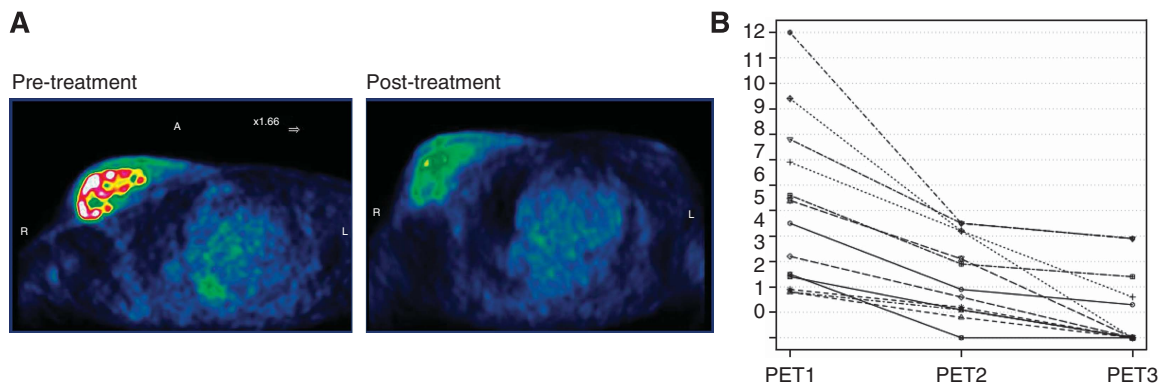 A
Pre-treatment
Post-treatment
A
x1.66
R
L
R
L
B
12
11
10
9
8
7
6
5
4
3
2
1
0
PET1
PET2
PET3